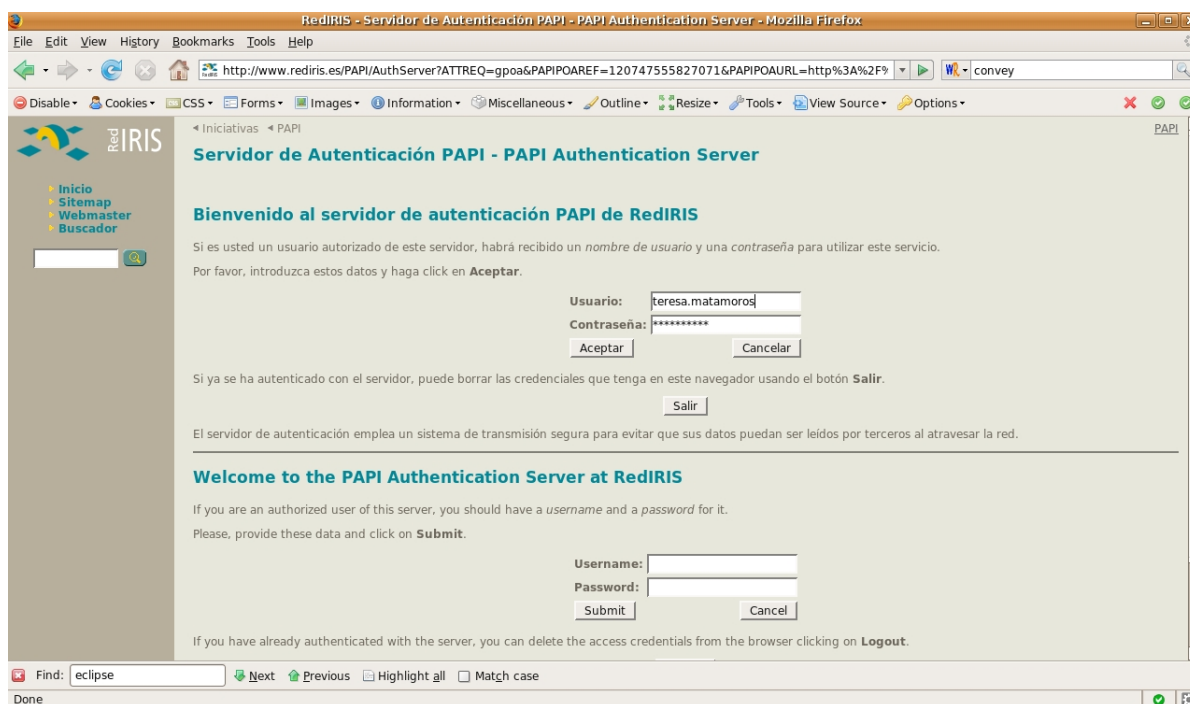 RedIRIS - Servidor de Autenticación PAPI - PAPI Authentication Server - Mozilla Firefox
File Edit View History Bookmarks Tools Help
http://www.rediris.es/PAPI/AuthServer?ATTREQ=gpoa&PAPIPOAREF=120747555827071&PAPIPOAURL=http%3A%2F% convey
Disable Cookies CSS Forms Images Information Miscellaneous Outline Resize Tools View Source Options
Red IRIS
Inicio
Sitemap
Webmaster
Buscador
Iniciativas PAPI
PAPI
Servidor de Autenticación PAPI - PAPI Authentication Server
Bienvenido al servidor de autenticación PAPI de RedIRIS
Si es usted un usuario autorizado de este servidor, habrá recibido un nombre de usuario y una contraseña para utilizar este servicio.
Por favor, introduzca estos datos y haga click en Aceptar.
Usuario: teresa.matamoros
Contraseña: **********
Aceptar Cancelar
Si ya se ha autenticado con el servidor, puede borrar las credenciales que tenga en este navegador usando el botón Salir.
Salir
El servidor de autenticación emplea un sistema de transmisión segura para evitar que sus datos puedan ser leídos por terceros al atravesar la red.
Welcome to the PAPI Authentication Server at RedIRIS
If you are an authorized user of this server, you should have a username and a password for it.
Please, provide these data and click on Submit.
Username:
Password:
Submit Cancel
If you have already authenticated with the server, you can delete the access credentials from the browser clicking on Logout.
Find: eclipse Next Previous Highlight all Match case
Done